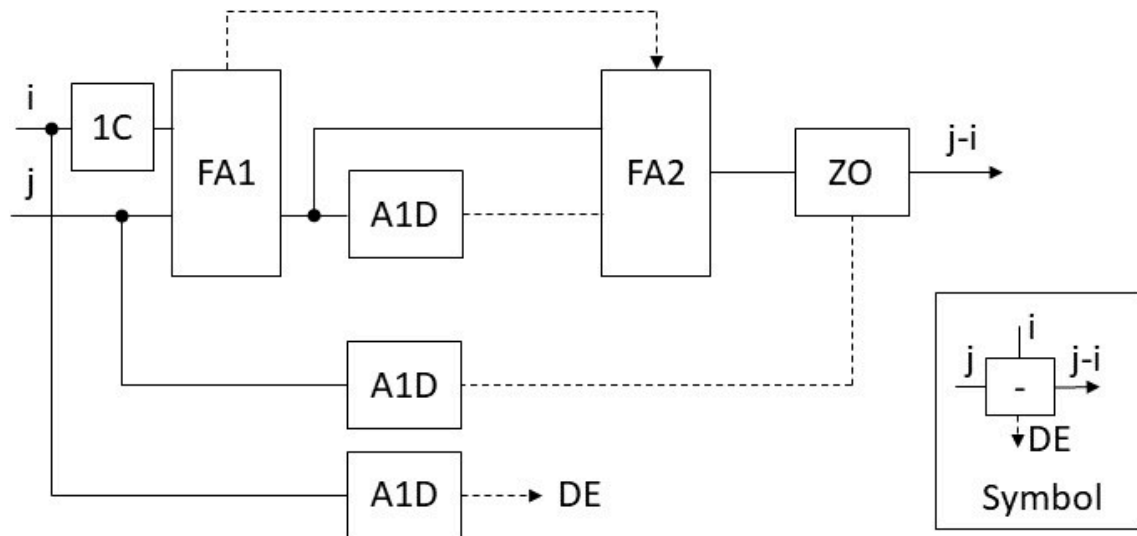 i
1C
FA1
FA2
ZO
j-i
j
A1D
A1D
A1D
DE
i
j
j-i
-
DE
Symbol